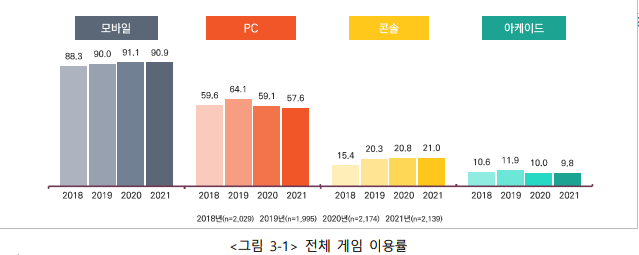 모바일 PC 콘솔 아케이드
88.3 90.0 91.1 90.9 59.6 64.1 59.1 57.6 15.4 20.3 20.8 21.0 10.6 11.9 10.0 9.8
2018 2019 2020 2021 2018 2019 2020 2021 2018 2019 2020 2021 2018 2019 2020 2021
2018년(n=2,029) 2019년(n=1,995) 2020년(n=2,174) 2021년(n=2,139)
<그림 3-1> 전체 게임 이용률